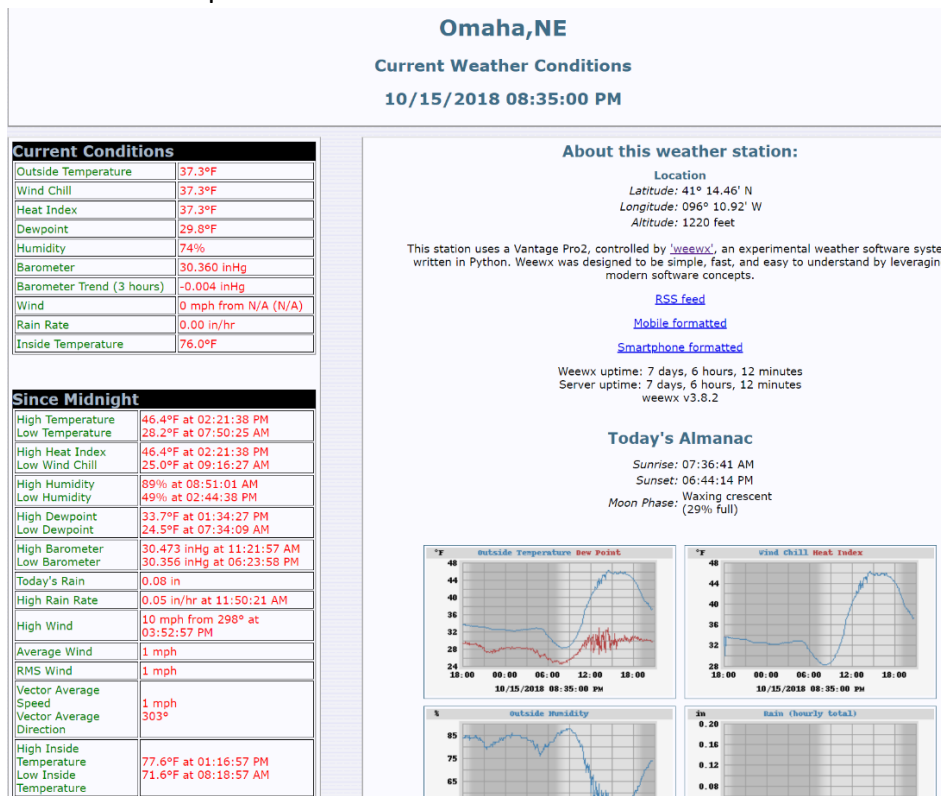 Omaha,NE
Current Weather Conditions
10/15/2018 08:35:00 PM
Current Conditions
Outside Temperature 37.3°F
Wind Chill 37.3°F
Heat Index 37.3°F
Dewpoint 29.8°F
Humidity 74%
Barometer 30.360 inHg
Barometer Trend (3 hours) -0.004 inHg
Wind 0 mph from N/A (N/A)
Rain Rate 0.00 in/hr
Inside Temperature 76.0°F
Since Midnight
High Temperature 46.4°F at 02:21:38 PM
Low Temperature 28.2°F at 07:50:25 AM
High Heat Index 46.4°F at 02:21:38 PM
Low Wind Chill 25.0°F at 09:16:27 AM
High Humidity 89% at 08:51:01 AM
Low Humidity 49% at 02:44:38 PM
High Dewpoint 33.7°F at 01:34:27 PM
Low Dewpoint 24.5°F at 07:34:09 AM
High Barometer 30.473 inHg at 11:21:57 AM
Low Barometer 30.356 inHg at 06:23:58 PM
Today's Rain 0.08 in
High Rain Rate 0.05 in/hr at 11:50:21 AM
High Wind 10 mph from 298° at
03:52:57 PM
Average Wind 1 mph
RMS Wind 1 mph
Vector Average
Speed 1 mph
Vector Average 303°
Direction
High Inside
Temperature 77.6°F at 01:16:57 PM
Low Inside 71.6°F at 08:18:57 AM
Temperature
About this weather station:
Location
Latitude: 41° 14.46' N
Longitude: 096° 10.92' W
Altitude: 1220 feet
This station uses a Vantage Pro2, controlled by 'weewx', an experimental weather software syste
written in Python. Weewx was designed to be simple, fast, and easy to understand by leveragin
modern software concepts.
RSS feed
Mobile formatted
Smartphone formatted
Weewx uptime: 7 days, 6 hours, 12 minutes
Server uptime: 7 days, 6 hours, 12 minutes
weewx v3.8.2
Today's Almanac
Sunrise: 07:36:41 AM
Sunset: 06:44:14 PM
Moon Phase: Waxing crescent
(29% full)
°F Outside Temperature Dew Point
48
44
40
36
32
28
24
18:00 00:00 06:00 12:00 18:00
10/15/2018 08:35:00 PM
°F Wind Chill Heat Index
48
44
40
36
32
28
18:00 00:00 06:00 12:00 18:00
10/15/2018 08:35:00 PM
% Outside Humidity
85
75
65
in Rain (hourly total)
0.20
0.16
0.12
0.08